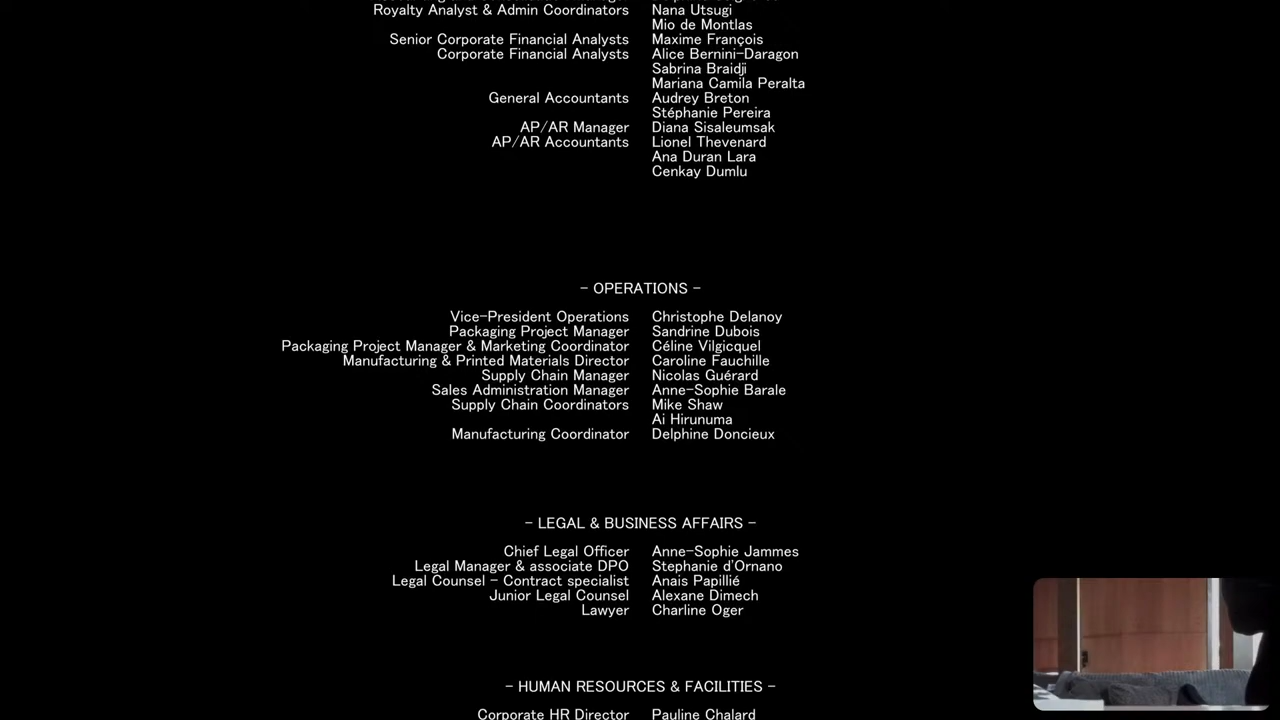 Royalty Analyst & Admin Coordinators Nana Utsugi
Mio de Montlas
Senior Corporate Financial Analysts Maxime François
Corporate Financial Analysts Alice Bernini-Daragon
Sabrina Braidji
Mariana Camila Peralta
General Accountants Audrey Breton
Stéphanie Pereira
AP/AR Manager Diana Sisaleumsak
AP/AR Accountants Lionel Thevenard
Ana Duran Lara
Cenkay Dumlu
- OPERATIONS -
Vice-President Operations Christophe Delanoy
Packaging Project Manager Sandrine Dubois
Packaging Project Manager & Marketing Coordinator Céline Vilgicquel
Manufacturing & Printed Materials Director Caroline Fauchille
Supply Chain Manager Nicolas Guérard
Sales Administration Manager Anne-Sophie Barale
Supply Chain Coordinators Mike Shaw
Ai Hirunuma
Manufacturing Coordinator Delphine Doncieux
- LEGAL & BUSINESS AFFAIRS -
Chief Legal Officer Anne-Sophie Jammes
Legal Manager & associate DPO Stephanie d'Ornano
Legal Counsel - Contract specialist Anais Papillié
Junior Legal Counsel Alexane Dimech
Lawyer Charline Oger
- HUMAN RESOURCES & FACILITIES -
Corporate HR Director Pauline Chalard